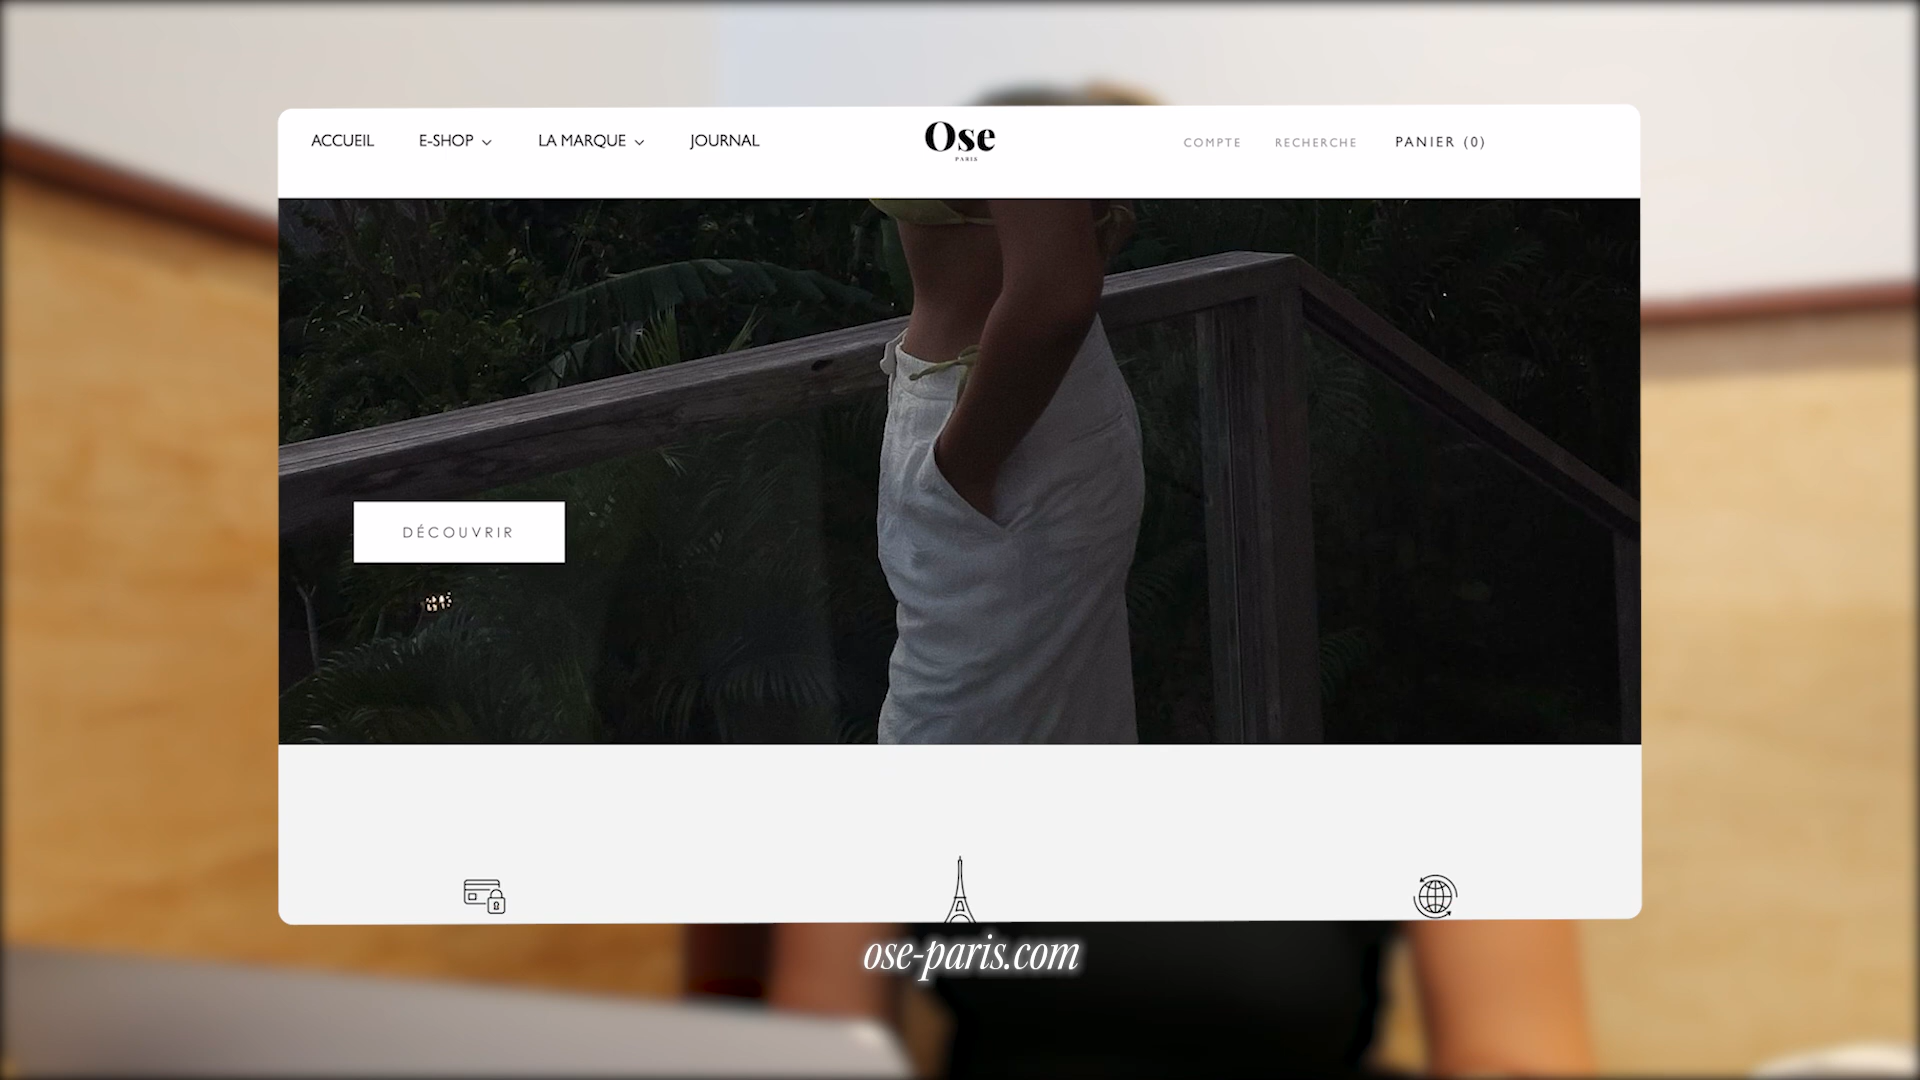 ACCUEIL E-SHOP LA MARQUE JOURNAL Ose COMPTE RECHERCHE PANIER (0)
PARIS
DÉCOUVRIR
ose-paris.com